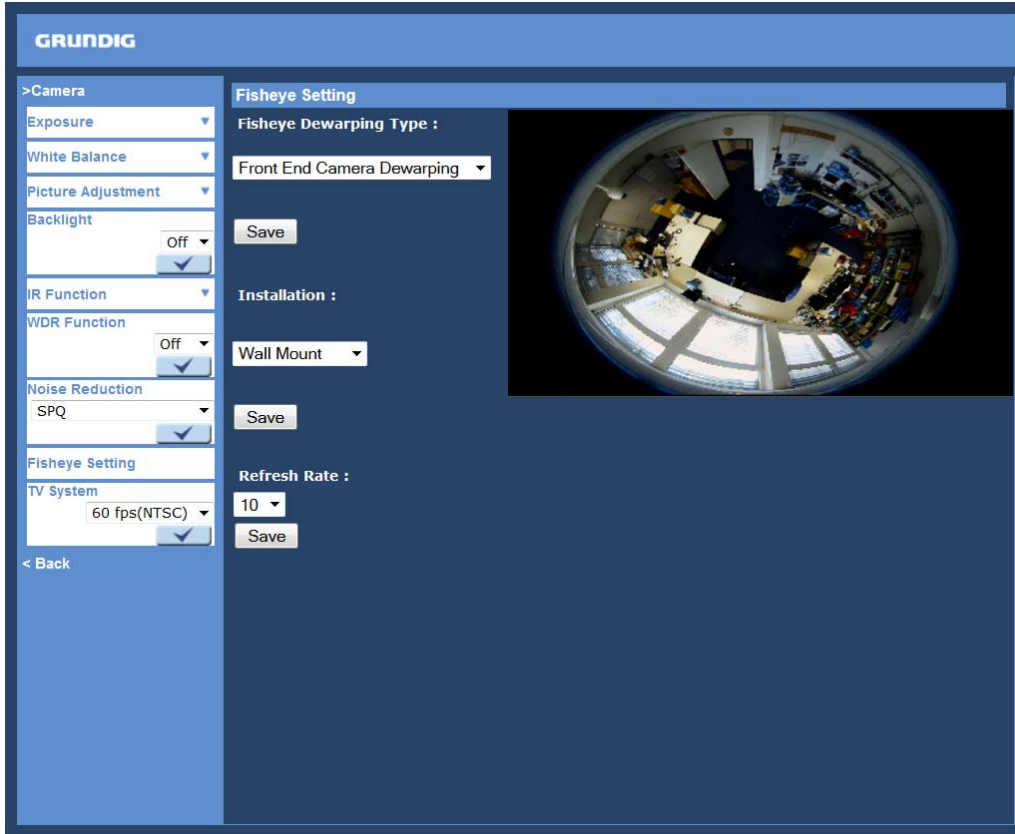 GRUNDIG
>Camera
Exposure
White Balance
Picture Adjustment
Backlight
Off
IR Function
WDR Function
Off
Noise Reduction
SPQ
Fisheye Setting
TV System
60 fps(NTSC)
< Back
Fisheye Setting
Fisheye Dewarping Type :
Front End Camera Dewarping
Save
Installation :
Wall Mount
Save
Refresh Rate :
10
Save